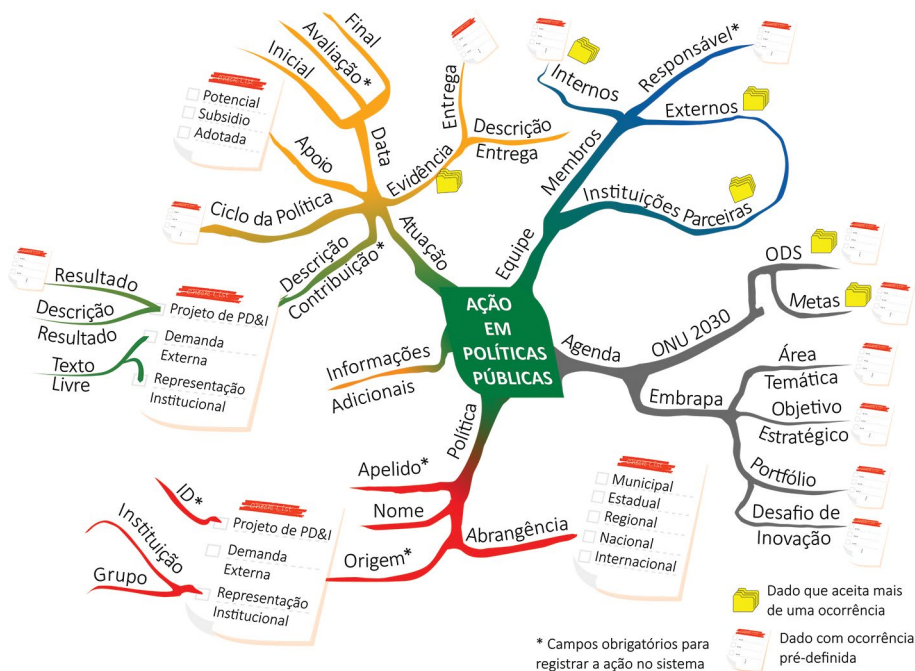 Final
Avaliação*
Inicial
Data
Potencial
Subsidio
Adotada
Apoio
Ciclo da Política
Evidência
Entrega
Descrição
Entrega
Atuação
Descrição
Contribuição*
Resultado
Descrição
Resultado
Texto
Livre
Projeto de PD&I
Demanda
Externa
Representação
Institucional
Internos
Responsável*
Externos
Membros
Instituições Parceiras
Equipe
AÇÃO
EM
POLÍTICAS
PÚBLICAS
Informações
Adicionais
Agenda
ONU 2030
ODS
Metas
Embrapa
Área
Temática
Objetivo
Estratégico
Portfólio
Desafio de
Inovação
Política
Apelido*
Nome
Origem*
Abrangência
Municipal
Estadual
Regional
Nacional
Internacional
ID*
Instituição
Grupo
Projeto de PD&I
Demanda
Externa
Representação
Institucional
Dado que aceita mais
de uma ocorrência
* Campos obrigatórios para
registrar a ação no sistema
Dado com ocorrência
pré-definida